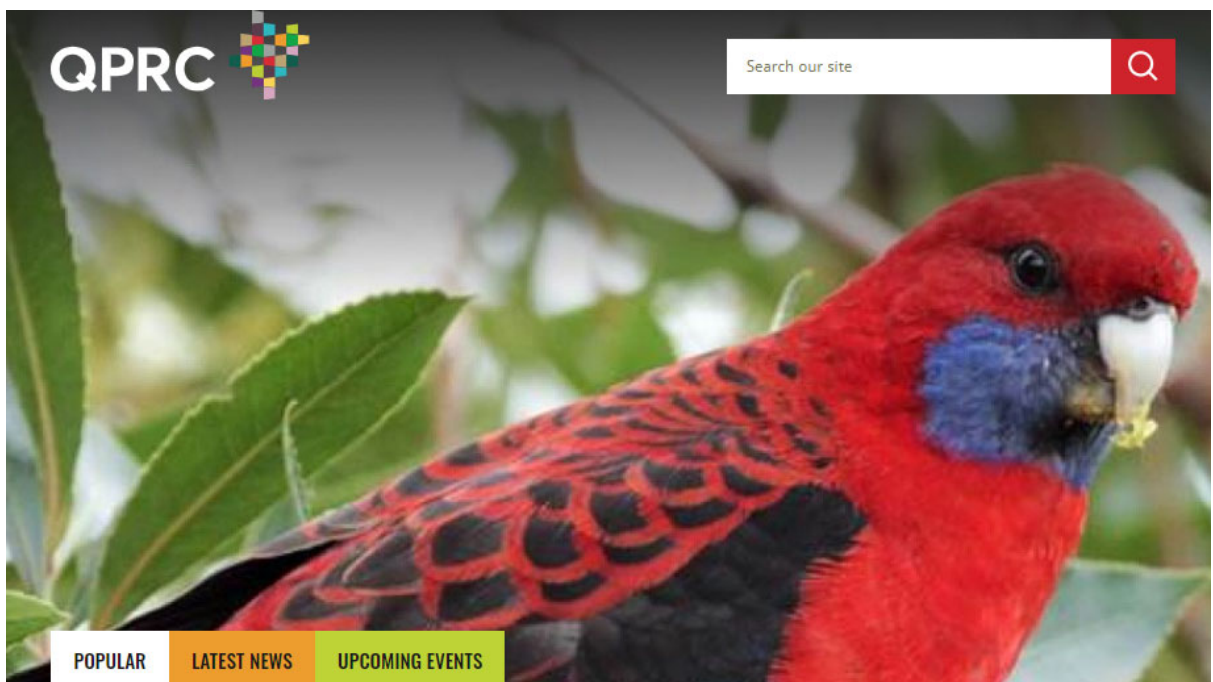 QPRC
Search our site
POPULAR
LATEST NEWS
UPCOMING EVENTS